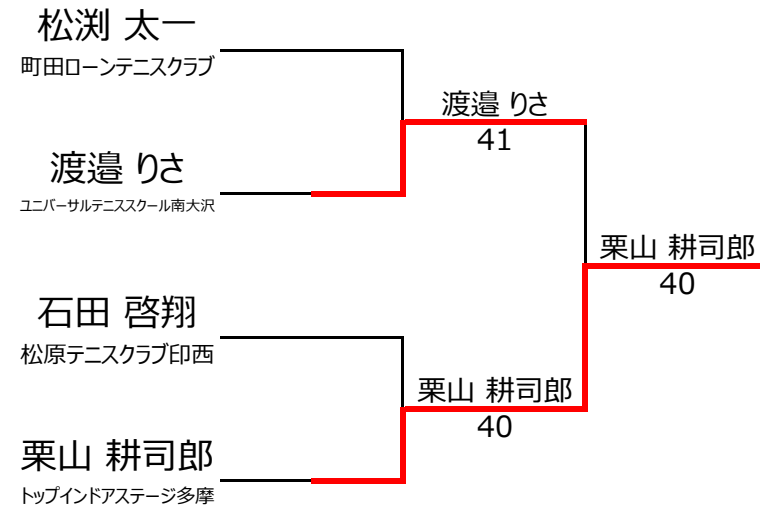 松渕 太一
町田ローンテニスクラブ
渡邉 りさ
41
渡邉 りさ
ユニバーサルテニススクール南大沢
栗山 耕司郎
40
石田 啓翔
松原テニスクラブ印西
栗山 耕司郎
40
栗山 耕司郎
トップインドアステージ多摩